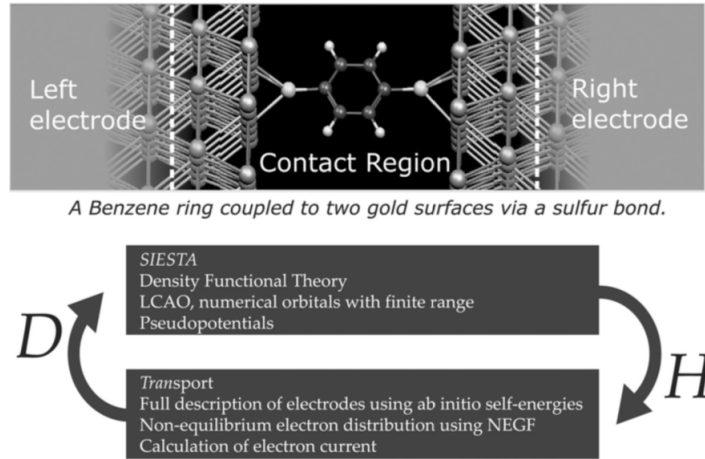 Left
electrode
Right
electrode
Contact Region
A Benzene ring coupled to two gold surfaces via a sulfur bond.
SIESTA
Density Functional Theory
LCAO, numerical orbitals with finite range
Pseudopotentials
D
H
Transport
Full description of electrodes using ab initio self-energies
Non-equilibrium electron distribution using NEGF
Calculation of electron current